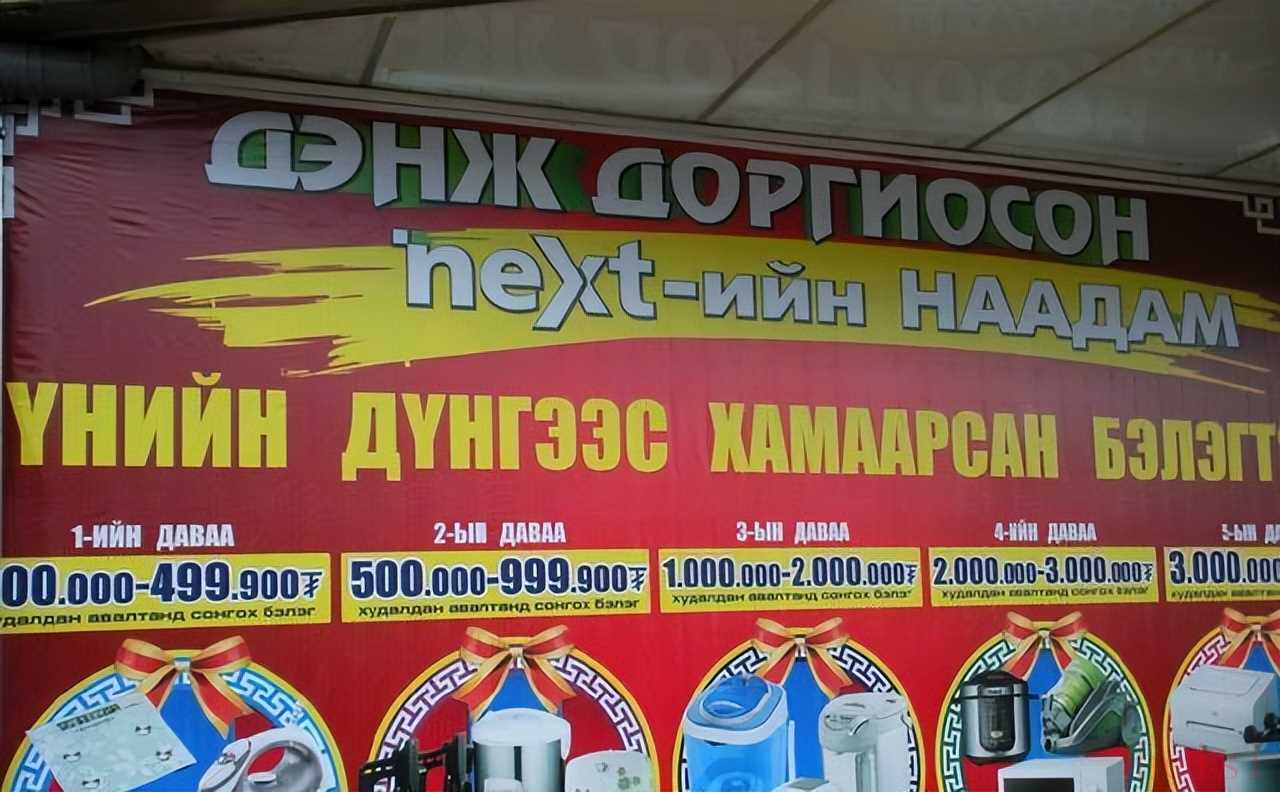 ДЭНЖ ДОРГИОСОН
next-ийн НААДАМ
ҮНИЙН ДҮНГЭЭС ХАМААРСАН БЭЛЭГТ
1-ИЙН ДАВАА 2-ЫН ДАВАА 3-ЫН ДАВАА 4-ИЙН ДАВАА 5-ЫН
00.000-499.900₮ 500.000-999.900₮ 1.000.000-2.000.000₮ 2.000.000-3.000.000₮ 3.000.000
худалдан авалтанд сонгох бэлэг худалдан авалтанд сонгох бэлэг худалдан авалтанд сонгох бэлэг худалдан авалтанд сонгох бэлэг худалдан